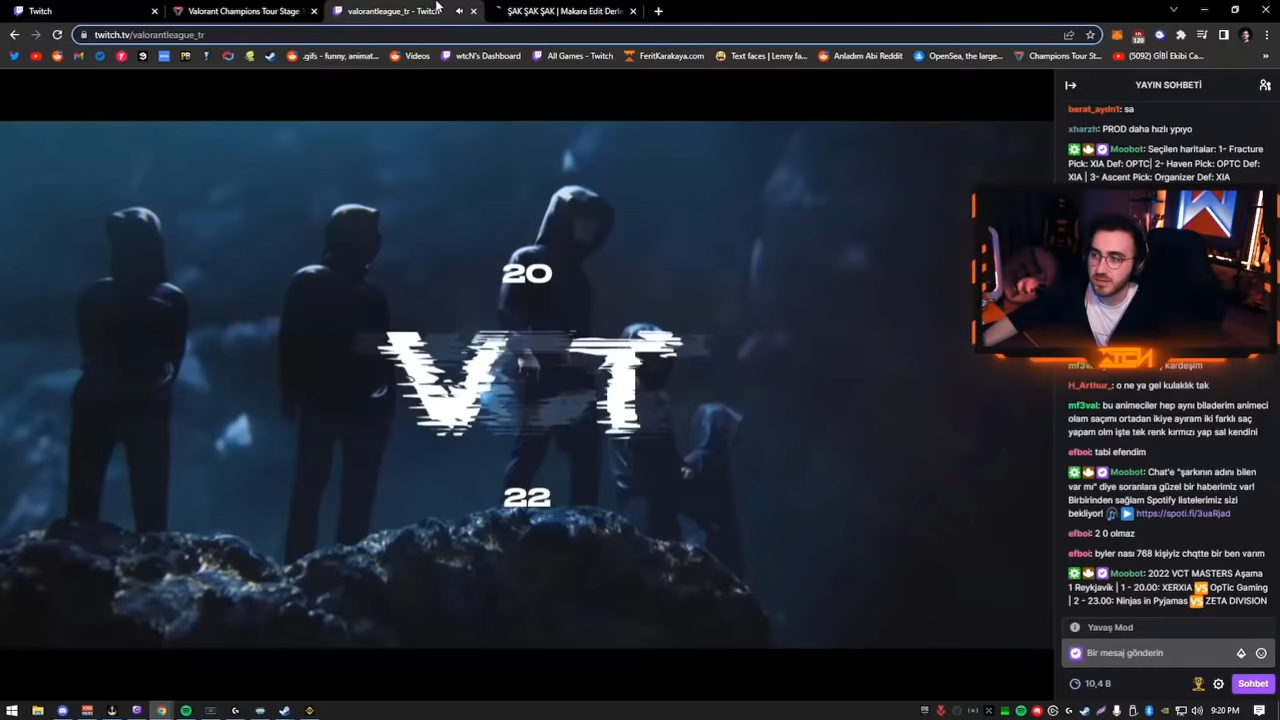 Twitch
Valorant Champions Tour Stage
valorantleague_tr - Twitch
ŞAK ŞAK ŞAK | Makara Edit Derle
twitch.tv/valorantleague_tr
120
.gifs - funny, animat...
Videos
wtcN's Dashboard
All Games - Twitch
FeritKarakaya.com
Text faces | Lenny fa...
Anladım Abi Reddit
OpenSea, the large...
Champions Tour St...
(5092) GİBİ Ekibi Ca...
YAYIN SOHBETİ
berat_aydn1: sa
xharzh: PROD daha hızlı ypıyo
Moobot: Seçilen haritalar: 1- Fracture
Pick: XIA Def: OPTC| 2- Haven Pick: OPTC Def:
XIA | 3- Ascent Pick: Organizer Def: XIA
20
V T
22
kardeşim
H_Arthur_: o ne ya gel kulaklık tak
mf3val: bu animeciler hep aynı biladerim animeci
olam saçımı ortadan ikiye ayıram iki farklı saç
yapam olm işte tek renk kırmızı yap sal kendini
efboi: tabi efendim
Moobot: Chat'e "şarkının adını bilen
var mı" diye soranlara güzel bir haberimiz var!
Birbirinden sağlam Spotify listelerimiz sizi
bekliyor! https://spoti.fi/3uaRjad
efboi: 2 0 olmaz
efboi: byler nası 768 kişiyiz chqtte bir ben varım
Moobot: 2022 VCT MASTERS Aşama
1 Reykjavík | 1 - 20.00: XERXIA VS OpTic Gaming
| 2 - 23.00: Ninjas in Pyjamas VS ZETA DIVISION
Yavaş Mod
Bir mesaj gönderin
10,4 B
Sohbet
9:20 PM